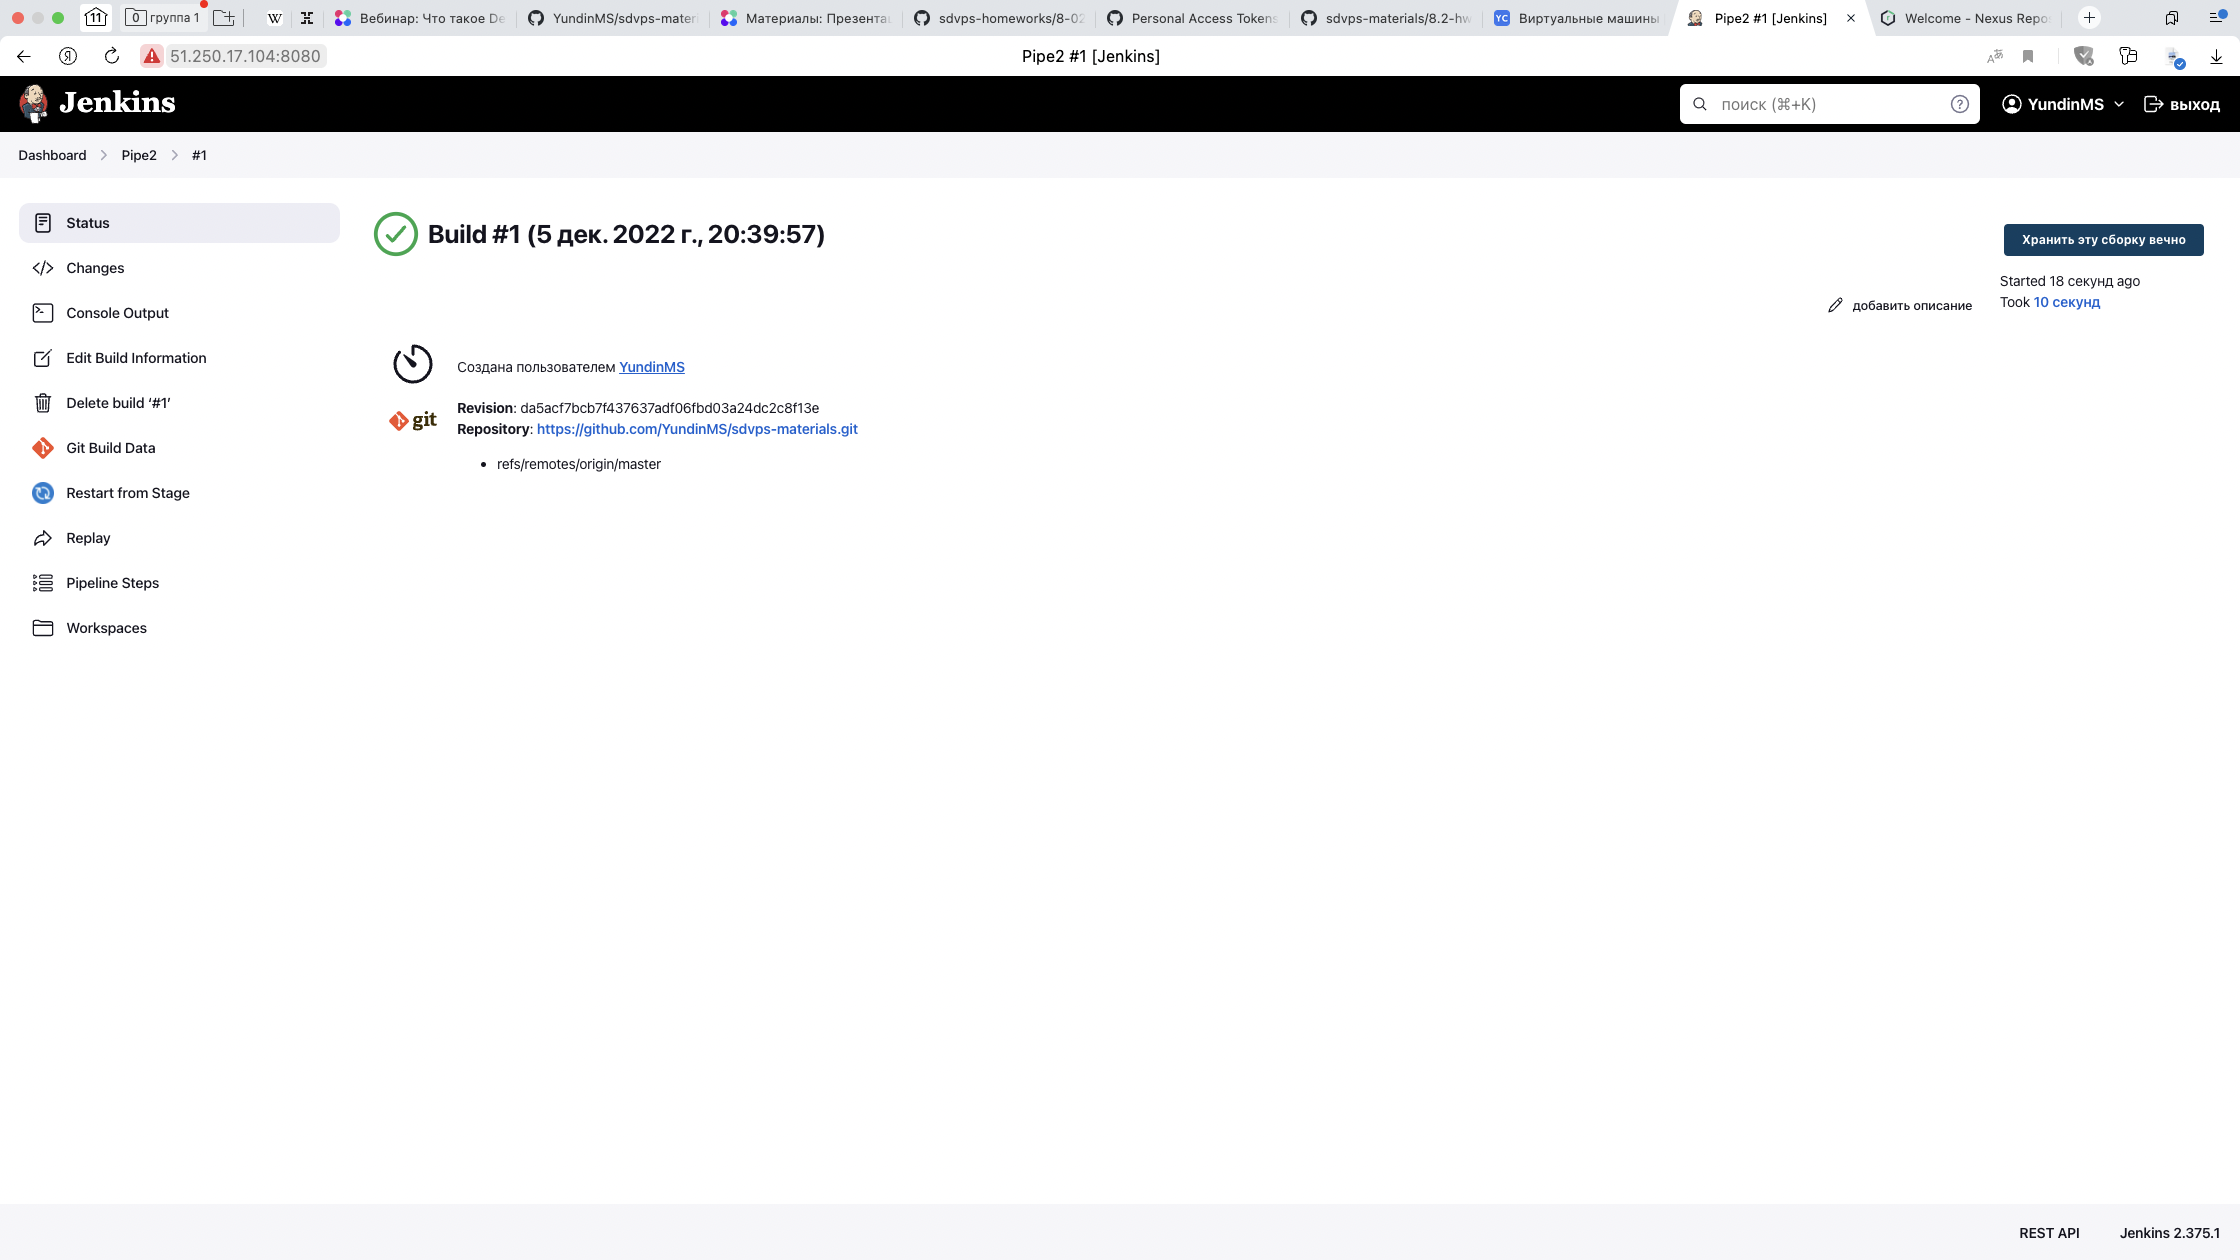 11
0 группа 1
W
Вебинар: Что такое De
YundinMS/sdvps-mater
Материалы: Презента
sdvps-homeworks/8-02
Personal Access Tokens
sdvps-materials/8.2-hw
YC Виртуальные машины
Pipe2 #1 [Jenkins]
Welcome - Nexus Repo
51.250.17.104:8080
Pipe2 #1 [Jenkins]
Jenkins
поиск (⌘+K)
YundinMS
выход
Dashboard
Pipe2
#1
Status
Changes
Console Output
Edit Build Information
Delete build ‘#1’
Git Build Data
Restart from Stage
Replay
Pipeline Steps
Workspaces
Build #1 (5 дек. 2022 г., 20:39:57)
Хранить эту сборку вечно
Started 18 секунд ago
Took 10 секунд
добавить описание
Создана пользователем YundinMS
git
Revision: da5acf7bcb7f437637adf06fbd03a24dc2c8f13e
Repository: https://github.com/YundinMS/sdvps-materials.git
• refs/remotes/origin/master
REST API
Jenkins 2.375.1